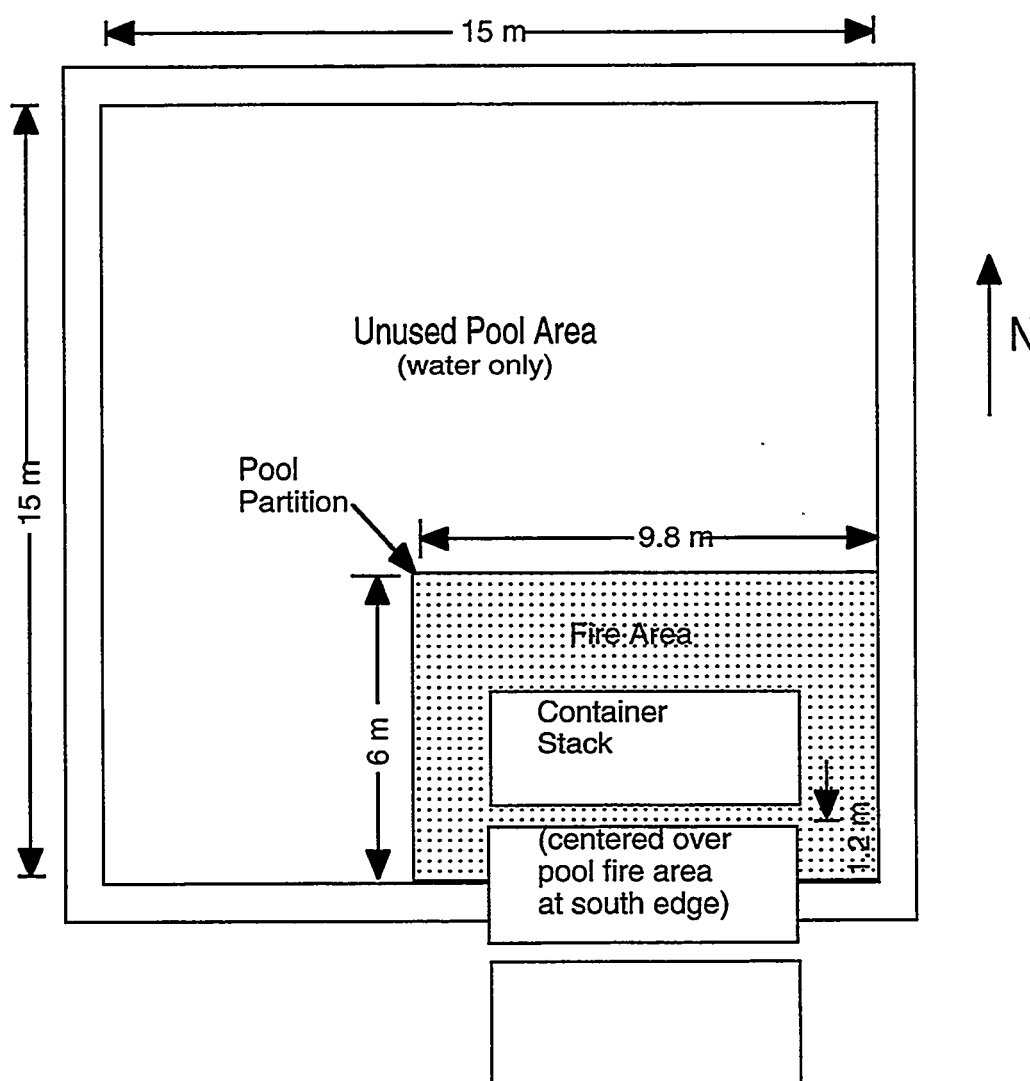 15 m
15 m
N
Unused Pool Area
(water only)
Pool
Partition
9.8 m
Fire Area
6 m
Container
Stack
1.2 m
(centered over
pool fire area
at south edge)